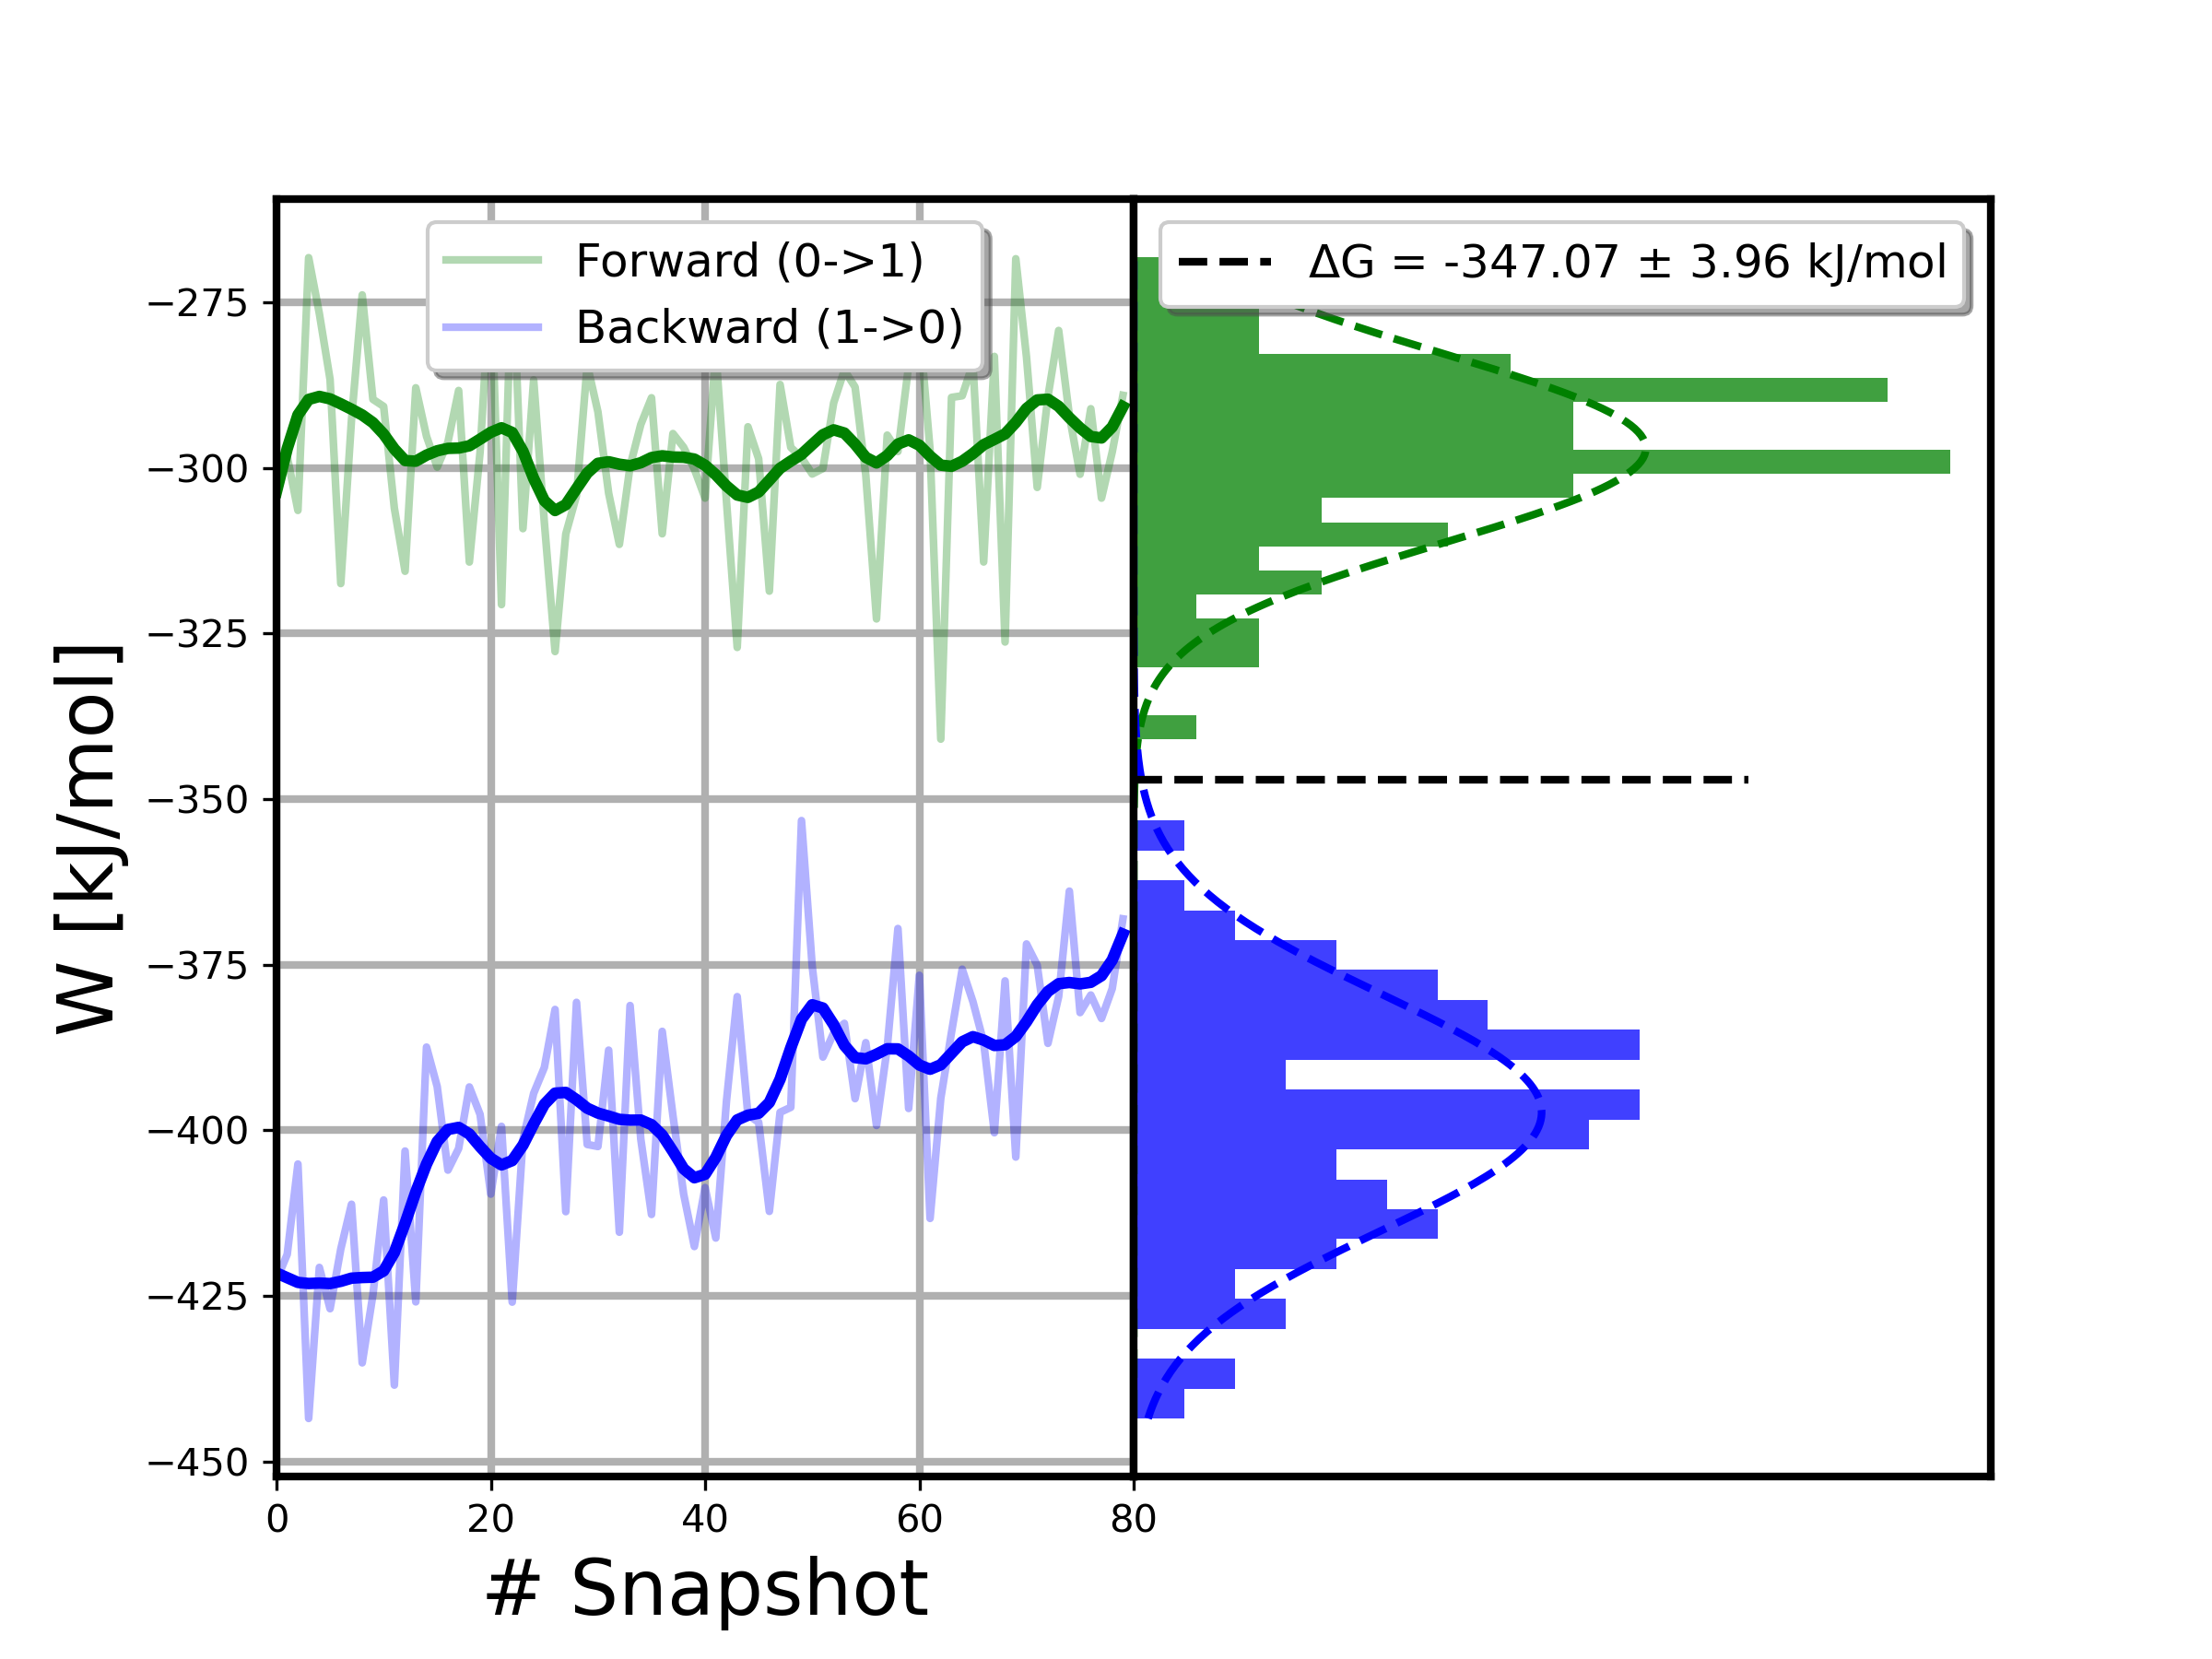 Forward (0->1)
Backward (1->0)
ΔG = -347.07 ± 3.96 kJ/mol
W [kJ/mol]
−275
−300
−325
−350
−375
−400
−425
−450
0 20 40 60 80
# Snapshot